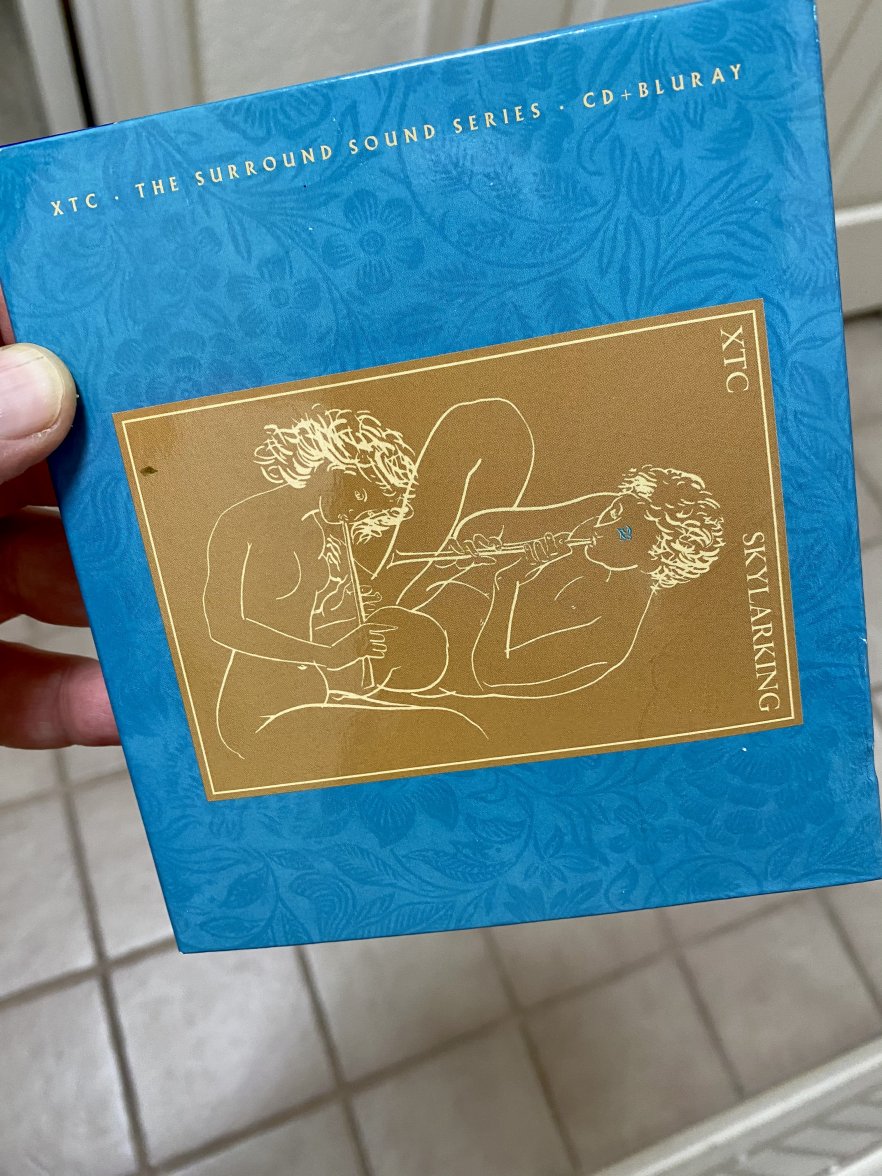 XTC · THE SURROUND SOUND SERIES · CD+BLURAY
XTC SKYLARKING